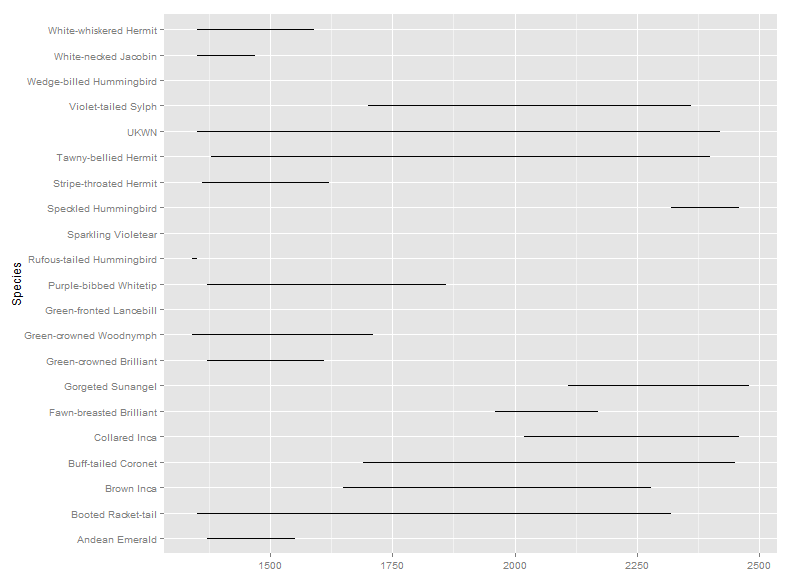 Species
White-whiskered Hermit
White-necked Jacobin
Wedge-billed Hummingbird
Violet-tailed Sylph
UKWN
Tawny-bellied Hermit
Stripe-throated Hermit
Speckled Hummingbird
Sparkling Violetear
Rufous-tailed Hummingbird
Purple-bibbed Whitetip
Green-fronted Lancebill
Green-crowned Woodnymph
Green-crowned Brilliant
Gorgeted Sunangel
Fawn-breasted Brilliant
Collared Inca
Buff-tailed Coronet
Brown Inca
Booted Racket-tail
Andean Emerald
1500 1750 2000 2250 2500